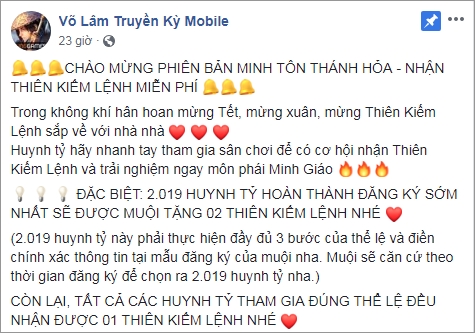 Võ Lâm Truyền Kỳ Mobile
23 giờ ·
🔔🔔🔔CHÀO MỪNG PHIÊN BẢN MINH TÔN THÁNH HỎA - NHẬN
THIÊN KIẾM LỆNH MIỄN PHÍ 🔔🔔🔔
Trong không khí hân hoan mừng Tết, mừng xuân, mừng Thiên Kiếm
Lệnh sắp về với nhà nhà ❤️ ❤️ ❤️
Huynh tỷ hãy nhanh tay tham gia sân chơi để có cơ hội nhận Thiên
Kiếm Lệnh và trải nghiệm ngay môn phái Minh Giáo 🔥🔥🔥
💡 💡 💡 ĐẶC BIỆT: 2.019 HUYNH TỶ HOÀN THÀNH ĐĂNG KÝ SỚM
NHẤT SẼ ĐƯỢC MUỘI TẶNG 02 THIÊN KIẾM LỆNH NHÉ ❤️
(2.019 huynh tỷ này phải thực hiện đầy đủ 3 bước của thể lệ và điền
chính xác thông tin tại mẫu đăng ký của muội nha. Muội sẽ căn cứ theo
thời gian đăng ký để chọn ra 2.019 huynh tỷ nha.)
CÒN LẠI, TẤT CẢ CÁC HUYNH TỶ THAM GIA ĐÚNG THỂ LỆ ĐỀU
NHẬN ĐƯỢC 01 THIÊN KIẾM LỆNH NHÉ ❤️